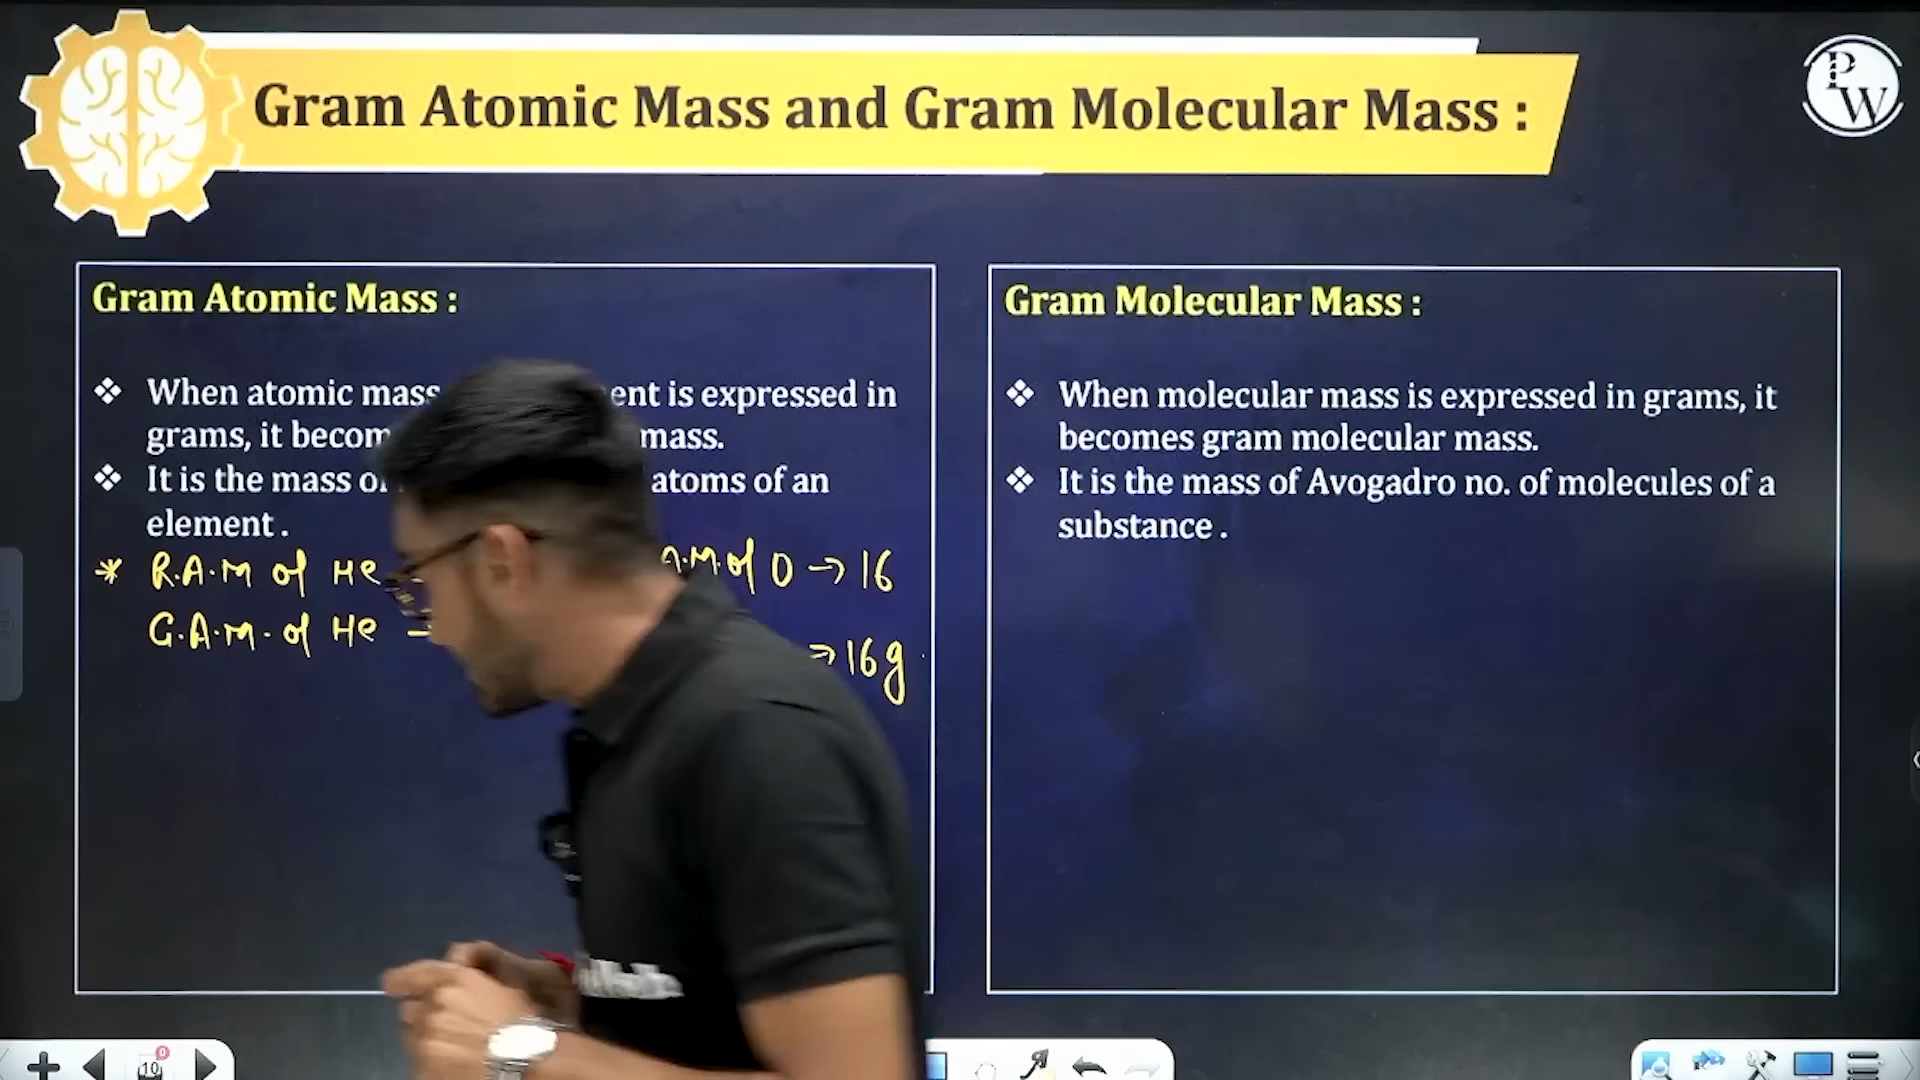 Gram Atomic Mass and Gram Molecular Mass :
PW
Gram Atomic Mass :
❖ When atomic mass is expressed in
grams, it mass.
❖ It is the mass atoms of an
element .
* R.A.M of He
A.M. of O → 16
G.A.M. of He
→ 16g
Gram Molecular Mass :
❖ When molecular mass is expressed in grams, it
becomes gram molecular mass.
❖ It is the mass of Avogadro no. of molecules of a
substance .
10
0